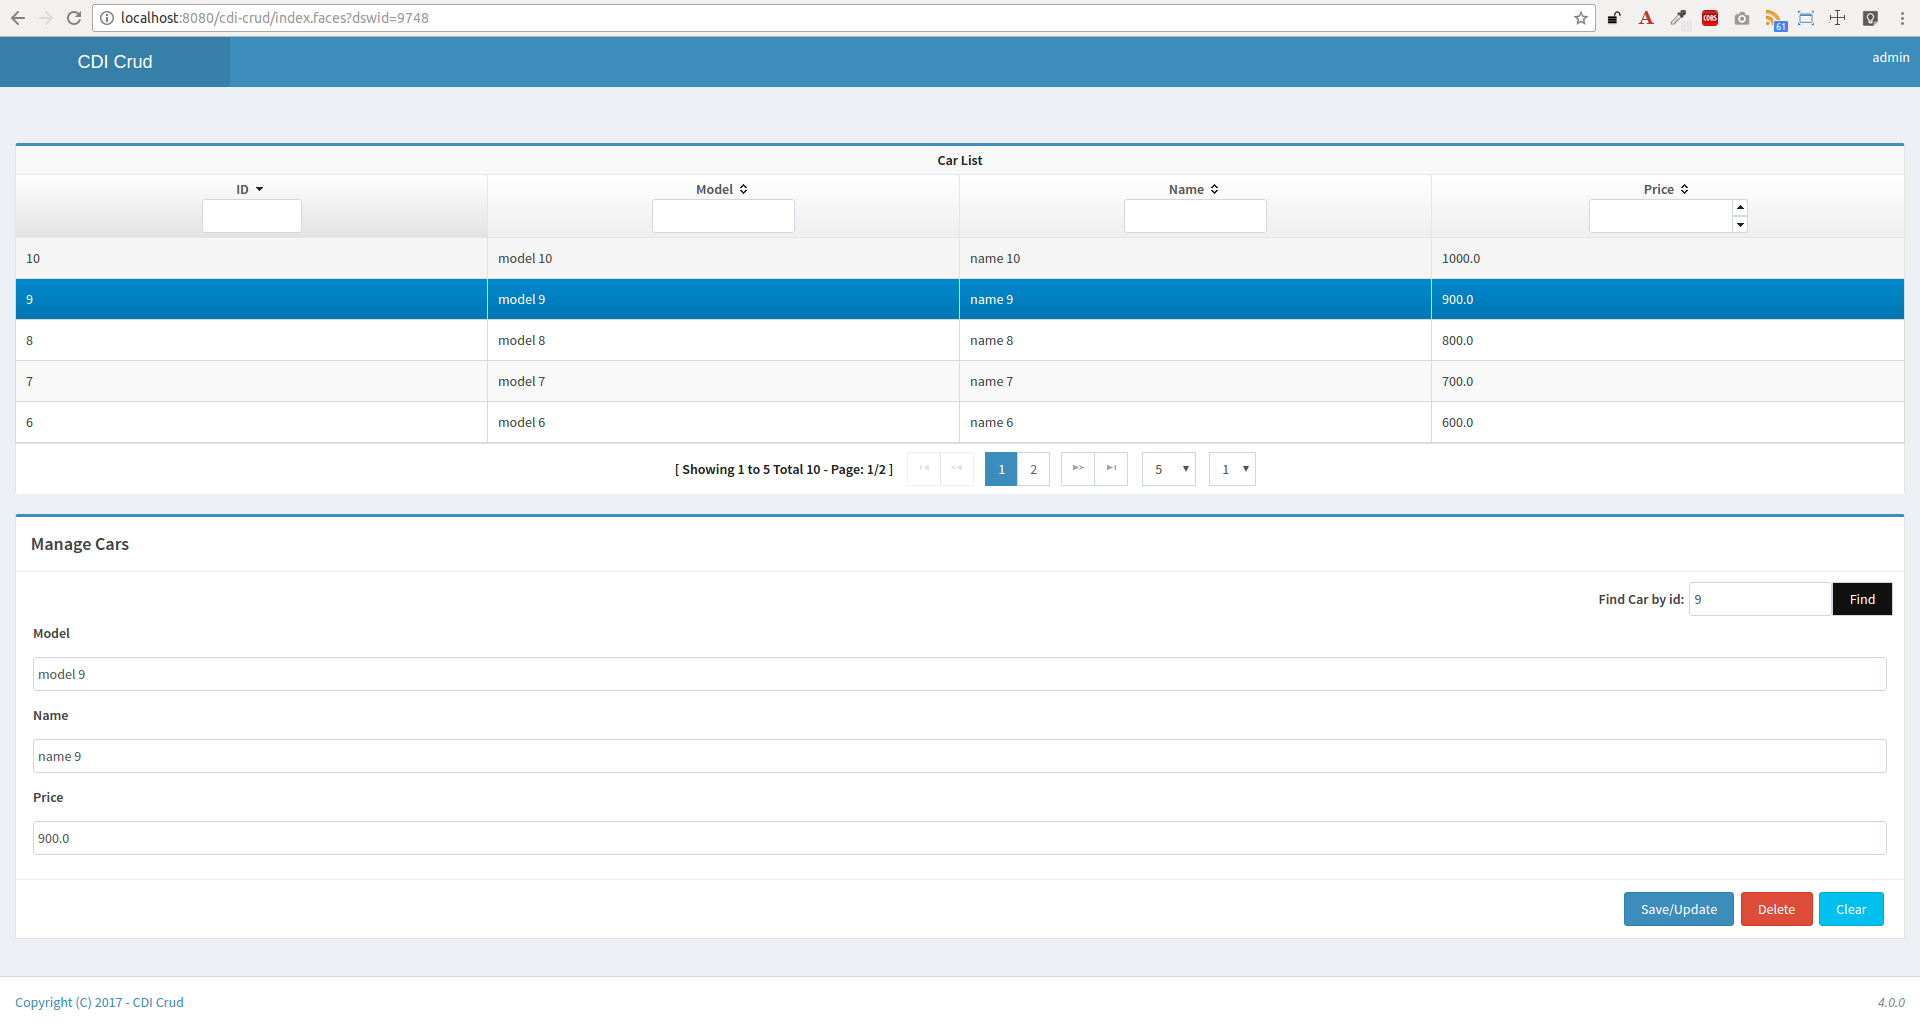 localhost:8080/cdi-crud/index.faces?dswid=9748
A
CORS
61
CDI Crud
admin
Car List
ID Model Name Price
10 model 10 name 10 1000.0
9 model 9 name 9 900.0
8 model 8 name 8 800.0
7 model 7 name 7 700.0
6 model 6 name 6 600.0
[ Showing 1 to 5 Total 10 - Page: 1/2 ] 1 2 5 1
Manage Cars
Find Car by id: 9 Find
Model
model 9
Name
name 9
Price
900.0
Save/Update Delete Clear
Copyright (C) 2017 - CDI Crud 4.0.0